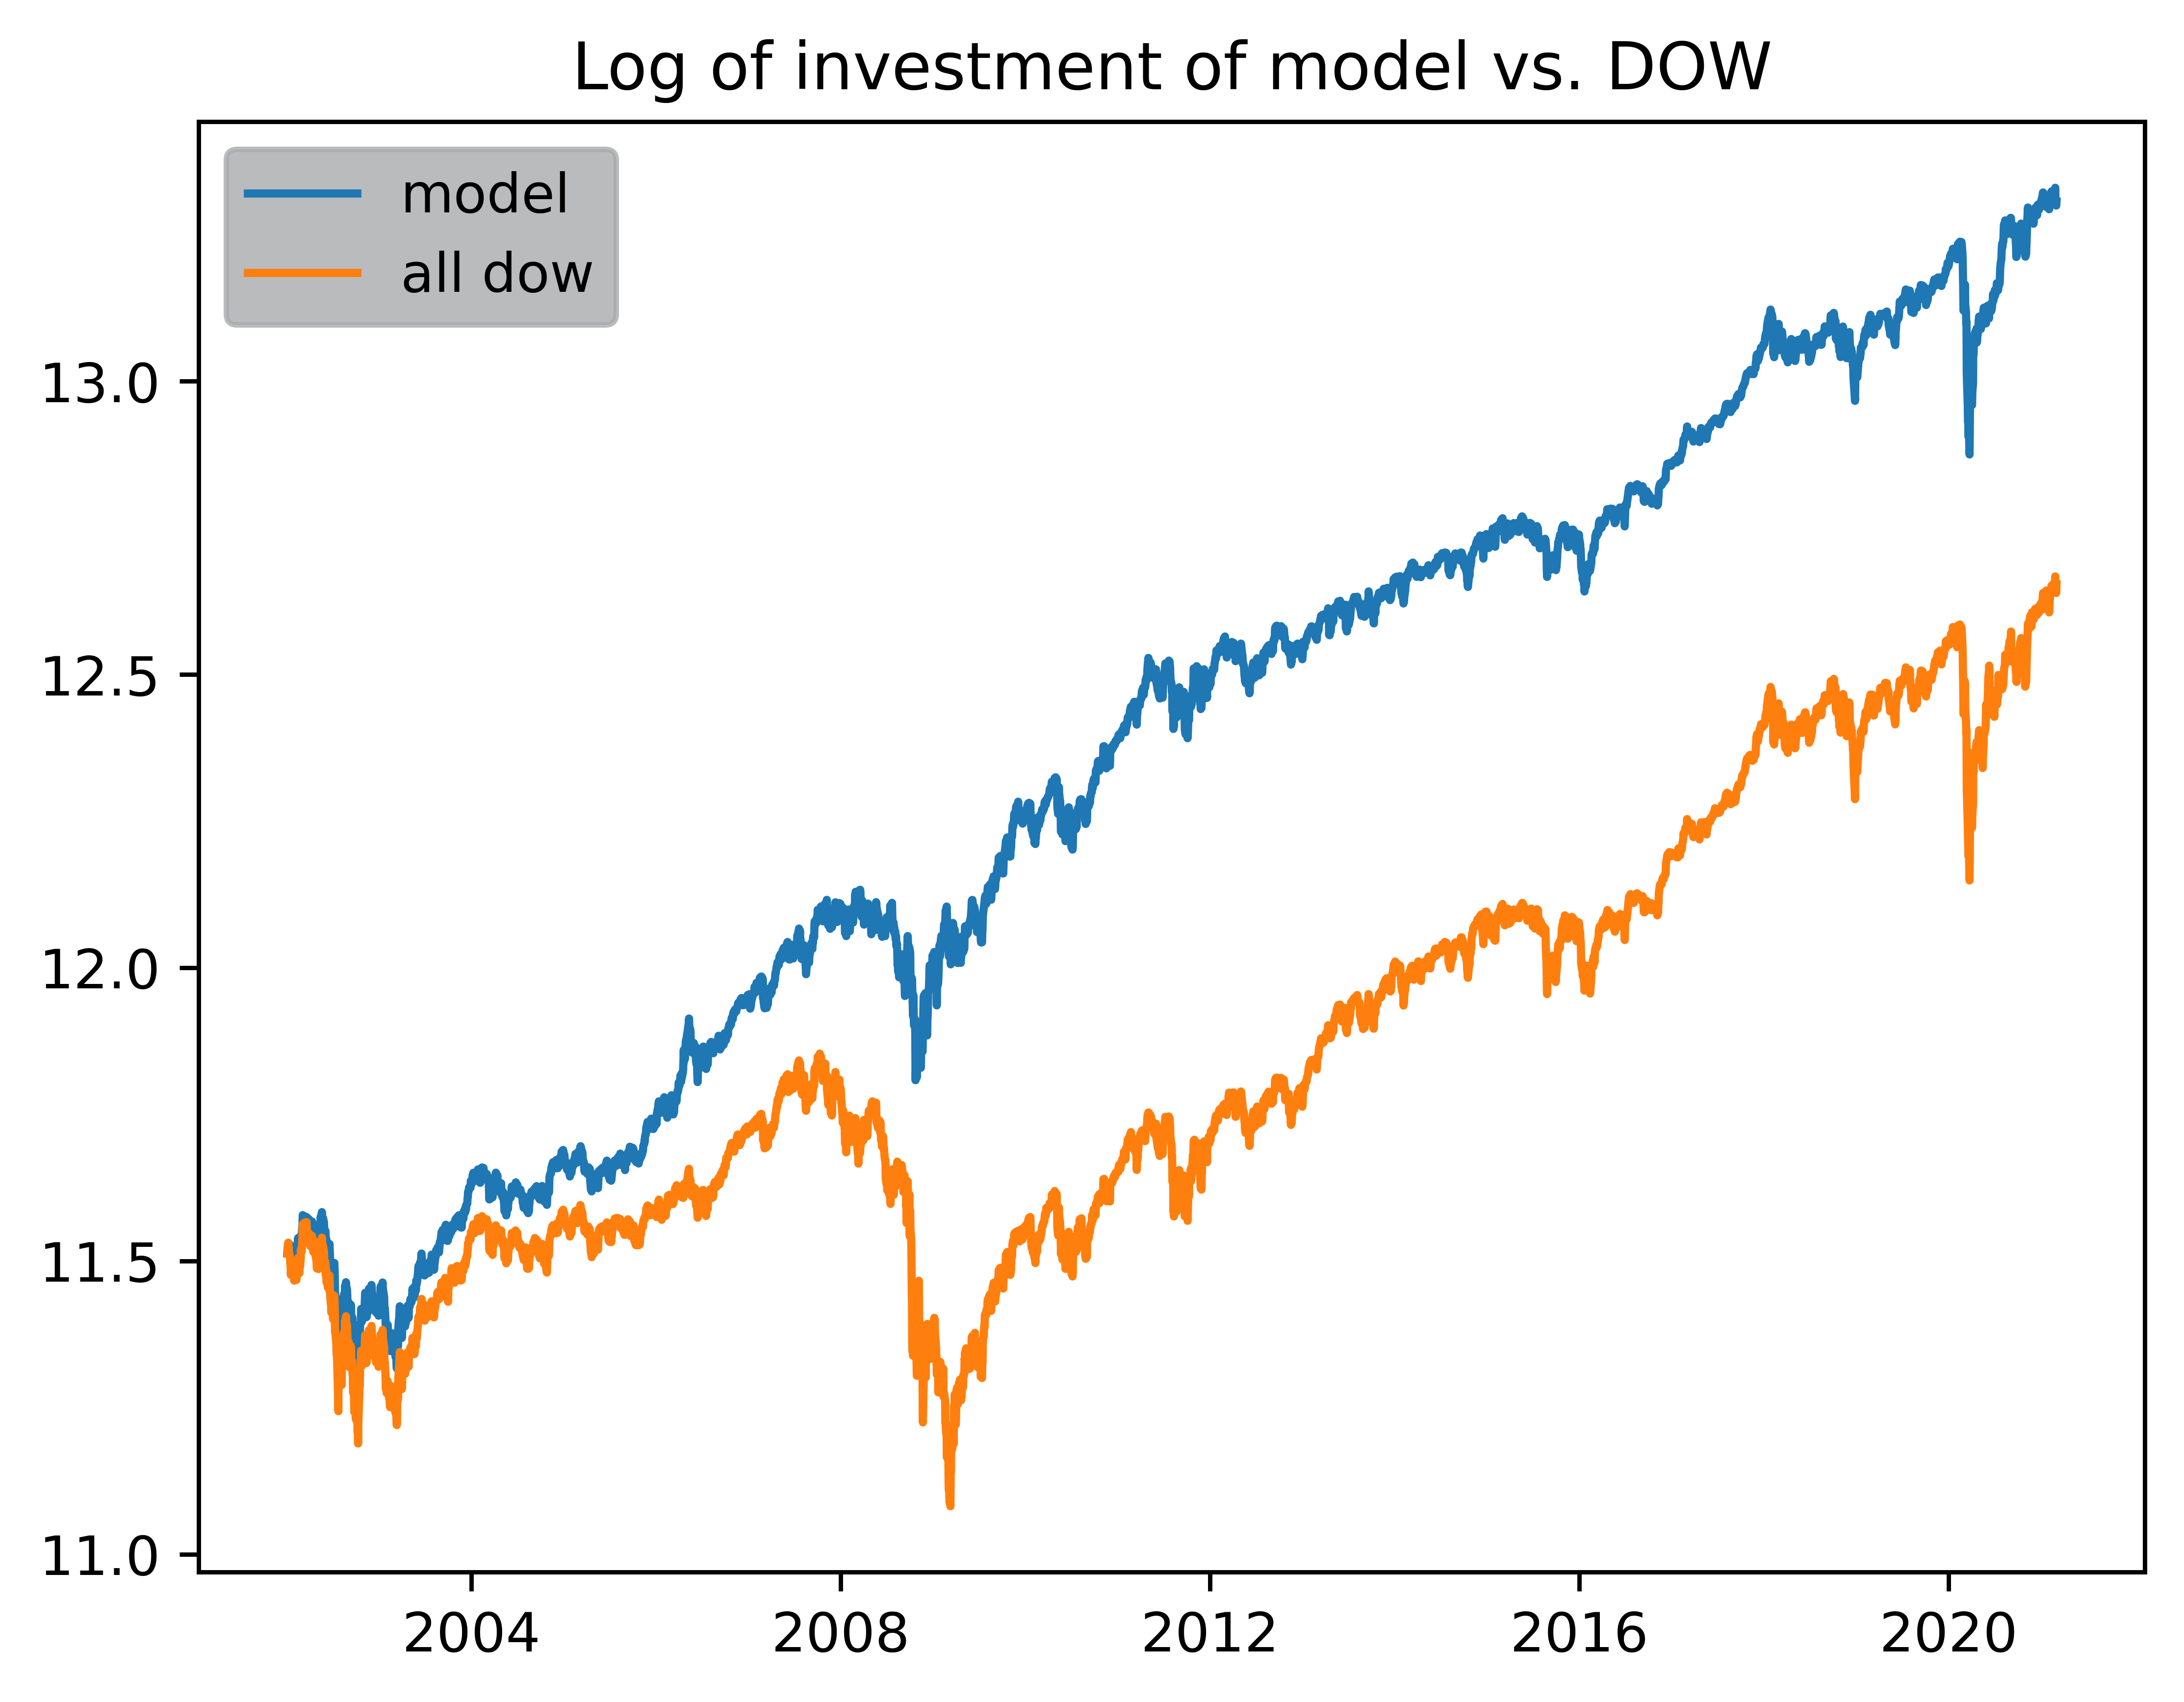 Log of investment of model vs. DOW
model
all dow
13.0
12.5
12.0
11.5
11.0
2004 2008 2012 2016 2020